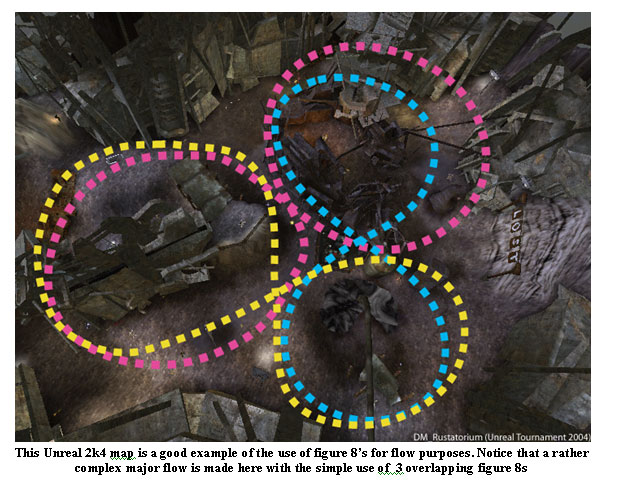 LOST
DM_Rustatorium (Unreal Tournament 2004)
This Unreal 2k4 map is a good example of the use of figure 8's for flow purposes. Notice that a rather
complex major flow is made here with the simple use of 3 overlapping figure 8s